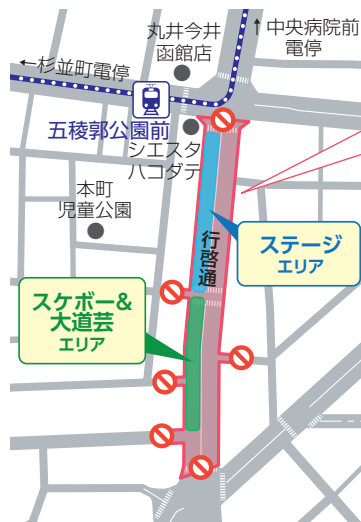 丸井今井
函館店
↑中央病院前
電停
←杉並町電停
五稜郭公園前
シエスタ
ハコダテ
本町
児童公園
行啓通
ステージ
エリア
スケボー&
大道芸
エリア